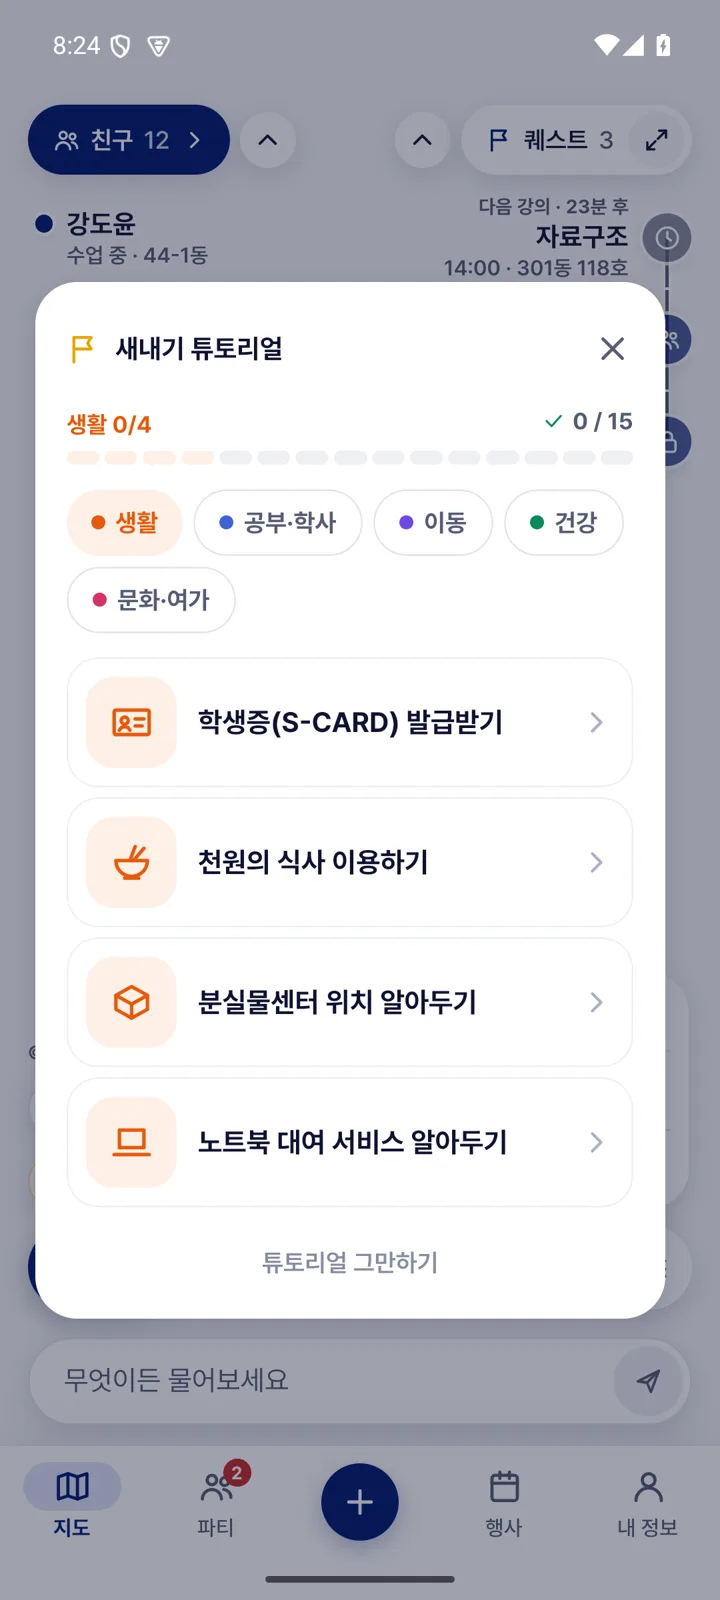 8:24
친구 12
퀘스트 3
강도윤
수업 중 · 44-1동
다음 강의 · 23분 후
자료구조
14:00 · 301동 118호
새내기 튜토리얼
생활 0/4
0 / 15
생활
공부·학사
이동
건강
문화·여가
학생증(S-CARD) 발급받기
천원의 식사 이용하기
분실물센터 위치 알아두기
노트북 대여 서비스 알아두기
튜토리얼 그만하기
무엇이든 물어보세요
2
지도
파티
행사
내 정보